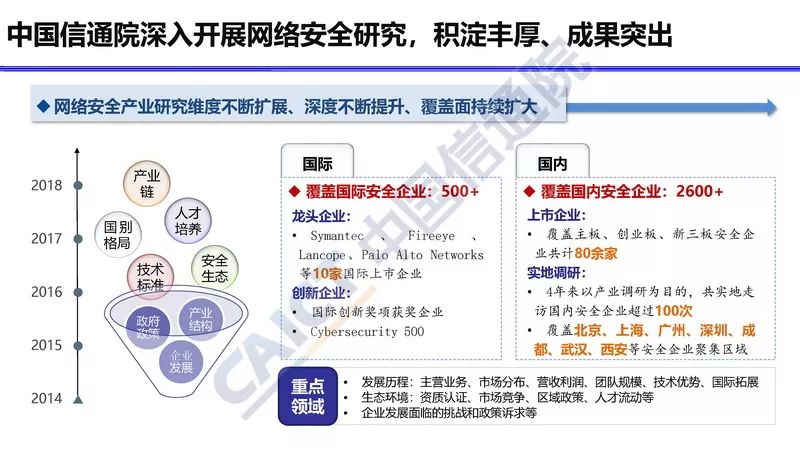 中国信通院深入开展网络安全研究，积淀丰厚、成果突出
◆ 网络安全产业研究维度不断扩展、深度不断提升、覆盖面持续扩大
2018
2017
2016
2015
2014
产业
链
人才
培养
国别
格局
安全
生态
技术
标准
政府
政策
产业
结构
企业
发展
国际
◆ 覆盖国际安全企业：500+
龙头企业：
• Symantec 、 Fireeye 、
Lancope、Palo Alto Networks
等10家国际上市企业
创新企业：
• 国际创新奖项获奖企业
• Cybersecurity 500
国内
◆ 覆盖国内安全企业：2600+
上市企业：
• 覆盖主板、创业板、新三板安全企
业共计80余家
实地调研：
• 4年来以产业调研为目的，共实地走
访国内安全企业超过100次
• 覆盖北京、上海、广州、深圳、成
都、武汉、西安等安全企业聚集区域
重点
领域
• 发展历程：主营业务、市场分布、营收利润、团队规模、技术优势、国际拓展
• 生态环境：资质认证、市场竞争、区域政策、人才流动等
• 企业发展面临的挑战和政策诉求等
CAICT 中国信通院